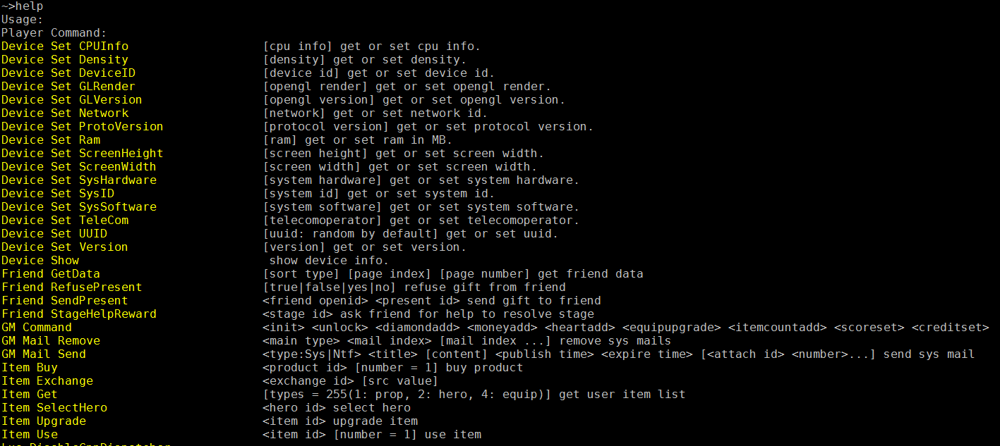 ~>help
Usage:
Player Command:
Device Set CPUInfo [cpu info] get or set cpu info.
Device Set Density [density] get or set density.
Device Set DeviceID [device id] get or set device id.
Device Set GLRender [opengl render] get or set opengl render.
Device Set GLVersion [opengl version] get or set opengl version.
Device Set Network [network] get or set network id.
Device Set ProtoVersion [protocol version] get or set protocol version.
Device Set Ram [ram] get or set ram in MB.
Device Set ScreenHeight [screen height] get or set screen width.
Device Set ScreenWidth [screen width] get or set screen width.
Device Set SysHardware [system hardware] get or set system hardware.
Device Set SysID [system id] get or set system id.
Device Set SysSoftware [system software] get or set system software.
Device Set TeleCom [telecomoperator] get or set telecomoperator.
Device Set UUID [uuid: random by default] get or set uuid.
Device Set Version [version] get or set version.
Device Show show device info.
Friend GetData [sort type] [page index] [page number] get friend data
Friend RefusePresent [true|false|yes|no] refuse gift from friend
Friend SendPresent <friend openid> <present id> send gift to friend
Friend StageHelpReward <stage id> ask friend for help to resolve stage
GM Command <init> <unlock> <diamondadd> <moneyadd> <heartadd> <equipupgrade> <itemcountadd> <scoreset> <creditset>
GM Mail Remove <main type> <mail index> [mail index ...] remove sys mails
GM Mail Send <type:Sys|Ntf> <title> [content] <publish time> <expire time> [<attach id> <number>...] send sys mail
Item Buy <product id> [number = 1] buy product
Item Exchange <exchange id> [src value]
Item Get [types = 255(1: prop, 2: hero, 4: equip)] get user item list
Item SelectHero <hero id> select hero
Item Upgrade <item id> upgrade item
Item Use <item id> [number = 1] use item